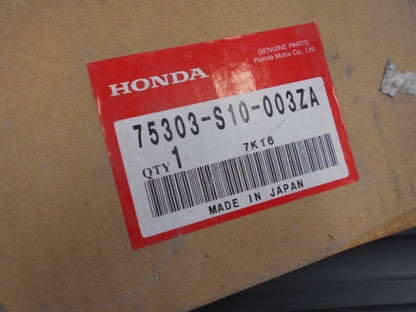 HONDA
GENUINE PARTS
Honda Motor Co., Ltd.
75303-S10-003ZA
QTY 1
7K16
MADE IN JAPAN